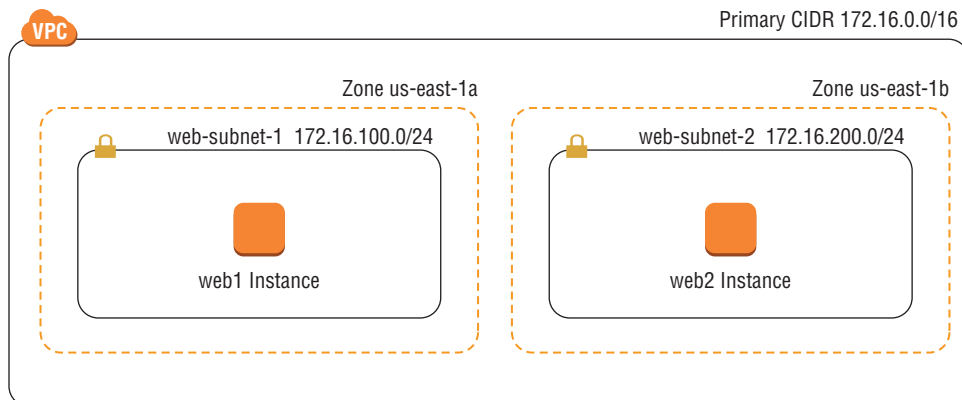 VPC
Primary CIDR 172.16.0.0/16
Zone us-east-1a
Zone us-east-1b
web-subnet-1 172.16.100.0/24
web-subnet-2 172.16.200.0/24
web1 Instance
web2 Instance